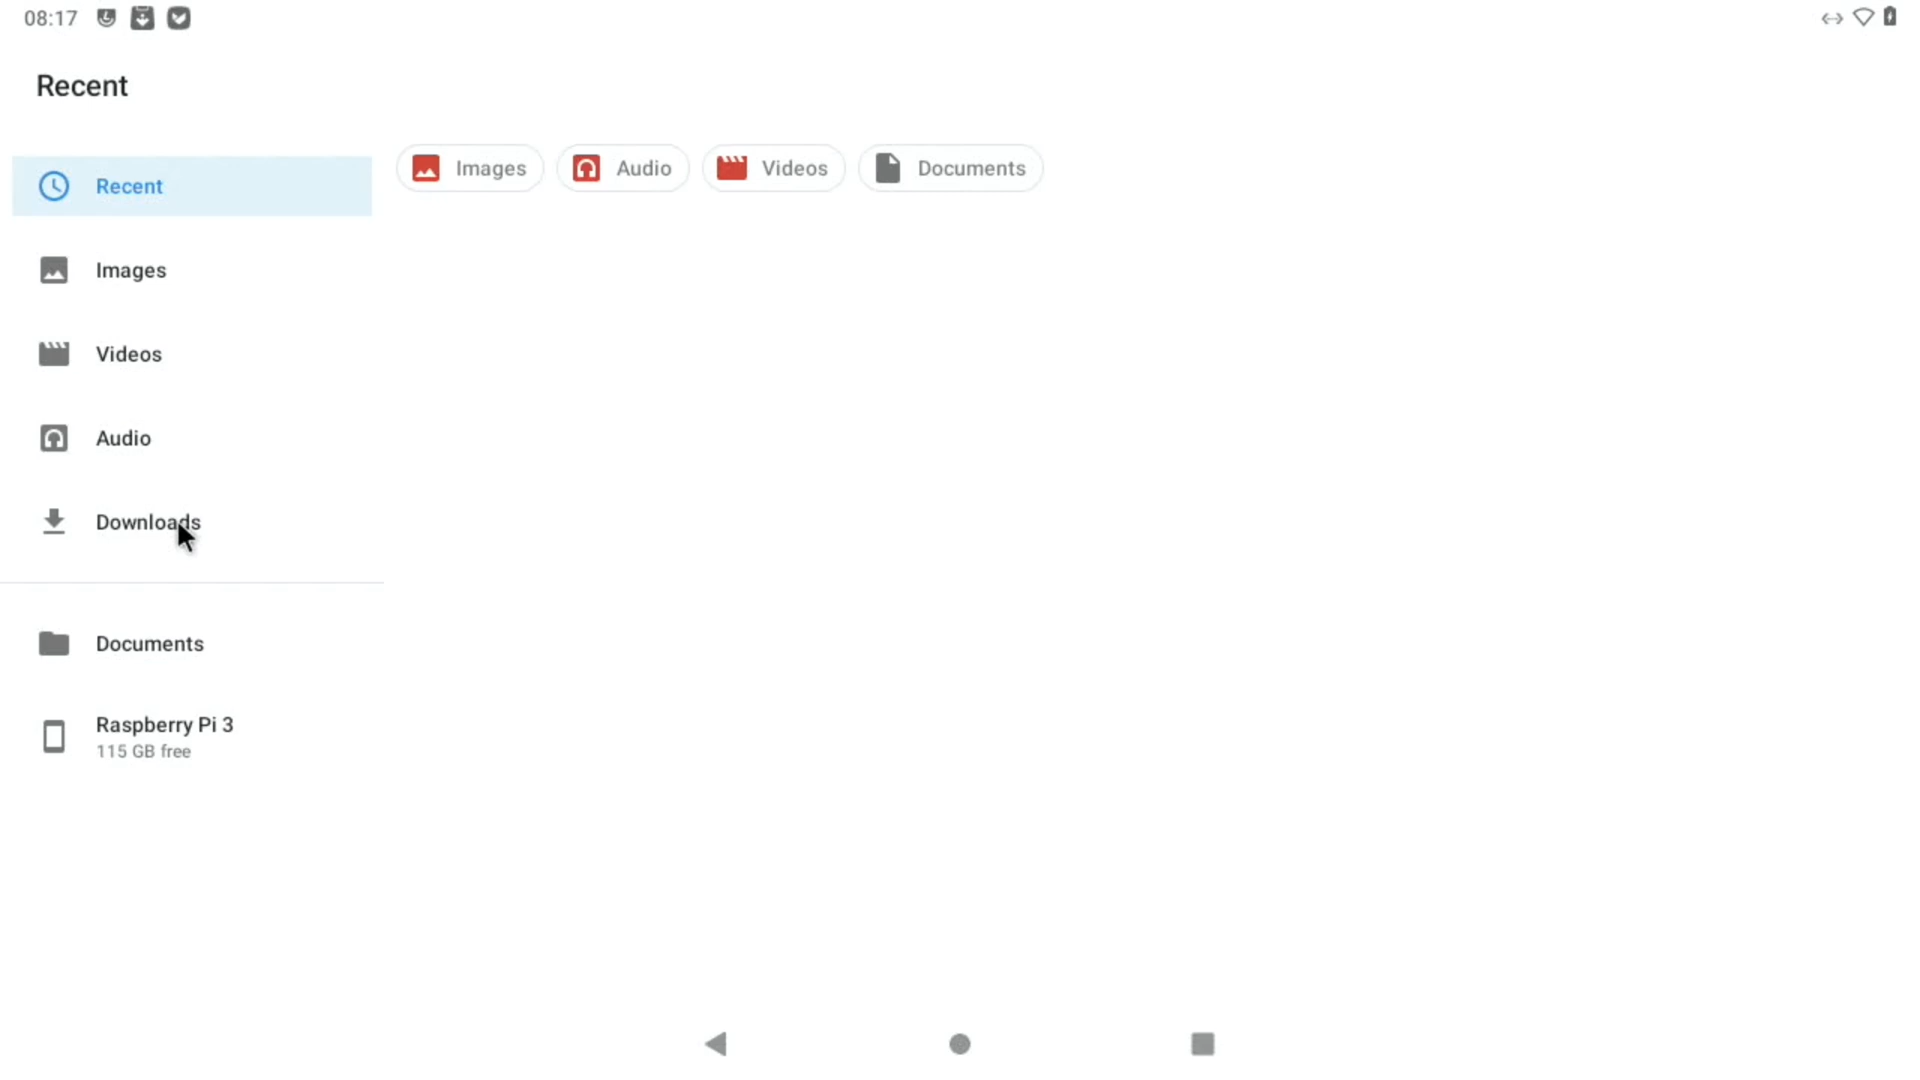 08:17
Recent
Recent
Images
Videos
Audio
Downloads
Documents
Raspberry Pi 3
115 GB free
Images
Audio
Videos
Documents